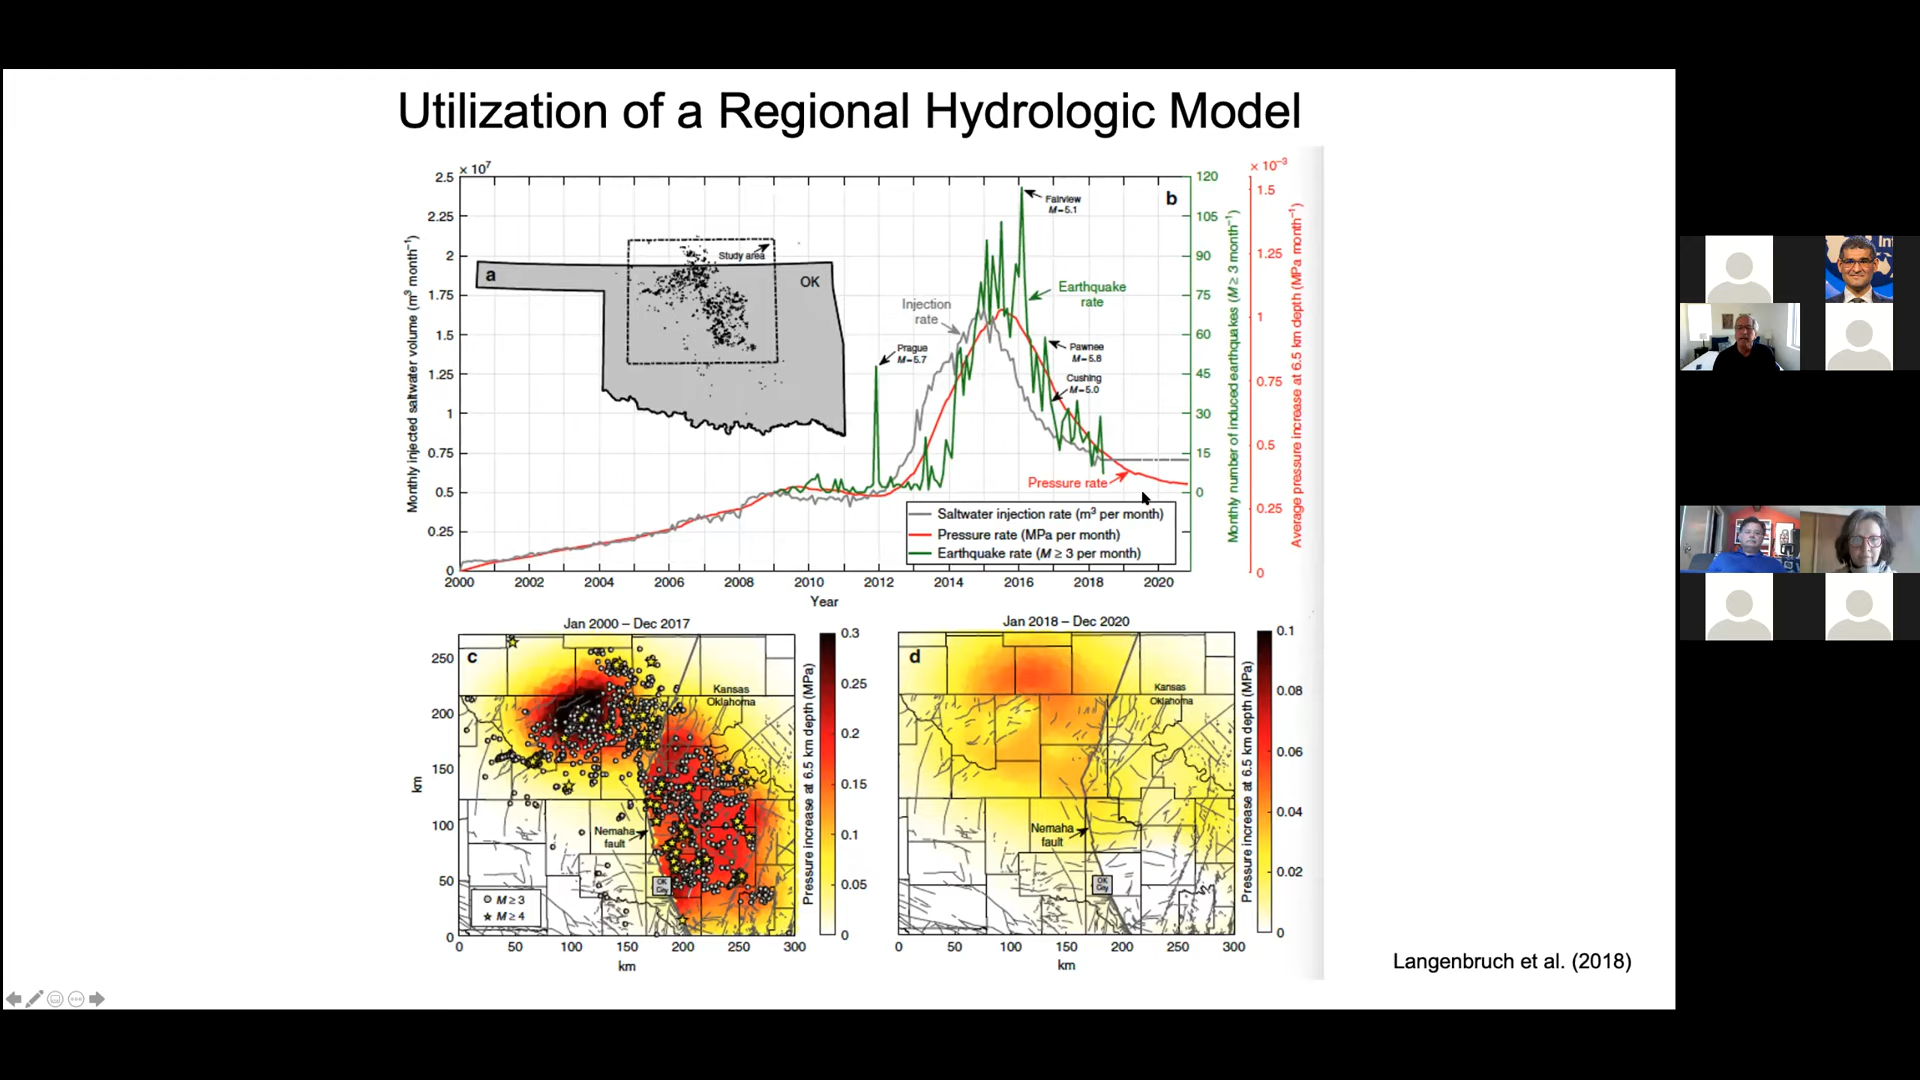 Utilization of a Regional Hydrologic Model
× 10⁷
2.5
2.25
2
1.75
1.5
1.25
1
0.75
0.5
0.25
0
Monthly injected saltwater volume (m³ month⁻¹)
a
Study area
OK
b
Fairview
M–5.1
Injection
rate
Earthquake
rate
Prague
M–5.7
Pawnee
M–5.8
Cushing
M–5.0
Pressure rate
Saltwater injection rate (m³ per month)
Pressure rate (MPa per month)
Earthquake rate (M ≥ 3 per month)
120
105
90
75
60
45
30
15
0
Monthly number of induced earthquakes (M ≥ 3 month⁻¹)
× 10⁻³
1.5
1.25
1
0.75
0.5
0.25
0
Average pressure increase at 6.5 km depth (MPa month⁻¹)
2000 2002 2004 2006 2008 2010 2012 2014 2016 2018 2020
Year
Jan 2000 – Dec 2017
c
Kansas
Oklahoma
Nemaha
fault
OK
City
M ≥ 3
M ≥ 4
250
200
150
100
50
0
km
0 50 100 150 200 250 300
km
0.3
0.25
0.2
0.15
0.1
0.05
0
Pressure increase at 6.5 km depth (MPa)
Jan 2018 – Dec 2020
d
Kansas
Oklahoma
Nemaha
fault
OK
City
0 50 100 150 200 250 300
km
0.1
0.08
0.06
0.04
0.02
0
Pressure increase at 6.5 km depth (MPa)
Langenbruch et al. (2018)